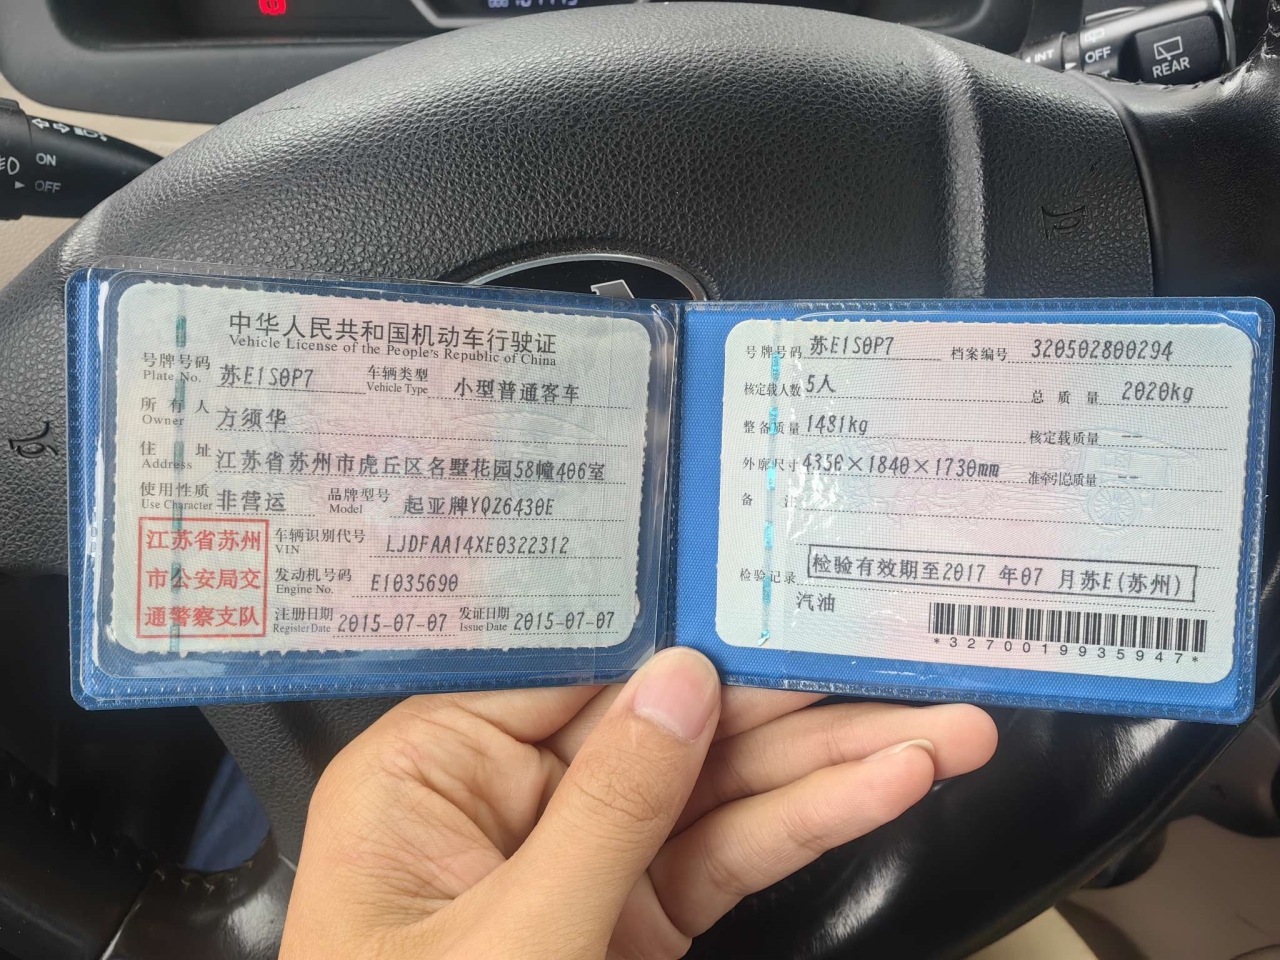 INT
OFF
REAR
ON
OFF
中华人民共和国机动车行驶证
Vehicle License of the People's Republic of China
号牌号码 苏E1S0P7 车辆类型 小型普通客车
Plate No. Vehicle Type
所有人 方须华
Owner
住址 江苏省苏州市虎丘区名墅花园58幢406室
Address
使用性质 非营运 品牌型号 起亚牌YQZ6430E
Use Character Model
江苏省苏州
市公安局交
通警察支队
车辆识别代号 LJDFAA14XE0322312
VIN
发动机号码 E1035690
Engine No.
注册日期 2015-07-07 发证日期 2015-07-07
Register Date Issue Date
号牌号码 苏E1S0P7 档案编号 320502800294
核定载人数 5人 总质量 2020kg
整备质量 1481kg 核定载质量 --
外廓尺寸 4350×1840×1730mm 准牵引总质量 --
备注
检验记录 检验有效期至2017 年07 月苏E(苏州)
汽油
*3270019935947*